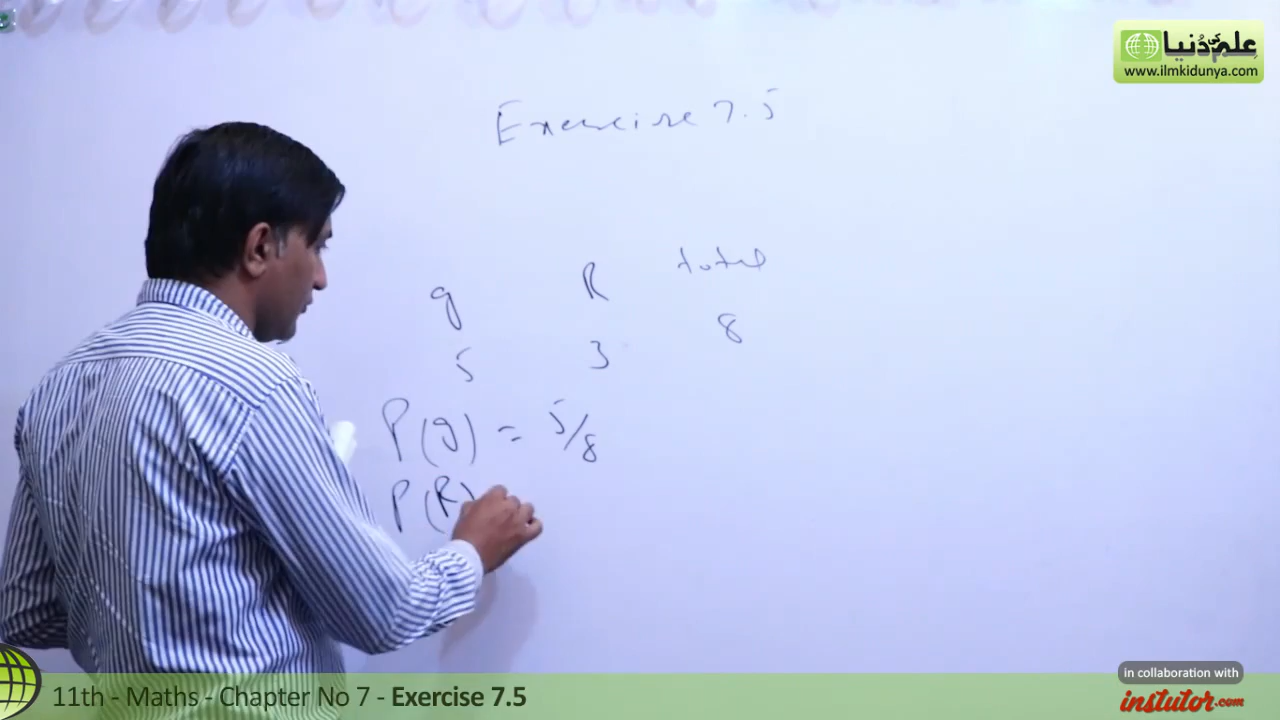 علم کی دُنیا
www.ilmkidunya.com
Exercise 7.5
g R total
5 3 8
P(g) = 5/8
P(R)
in collaboration with
instutor.com
11th - Maths - Chapter No 7 - Exercise 7.5